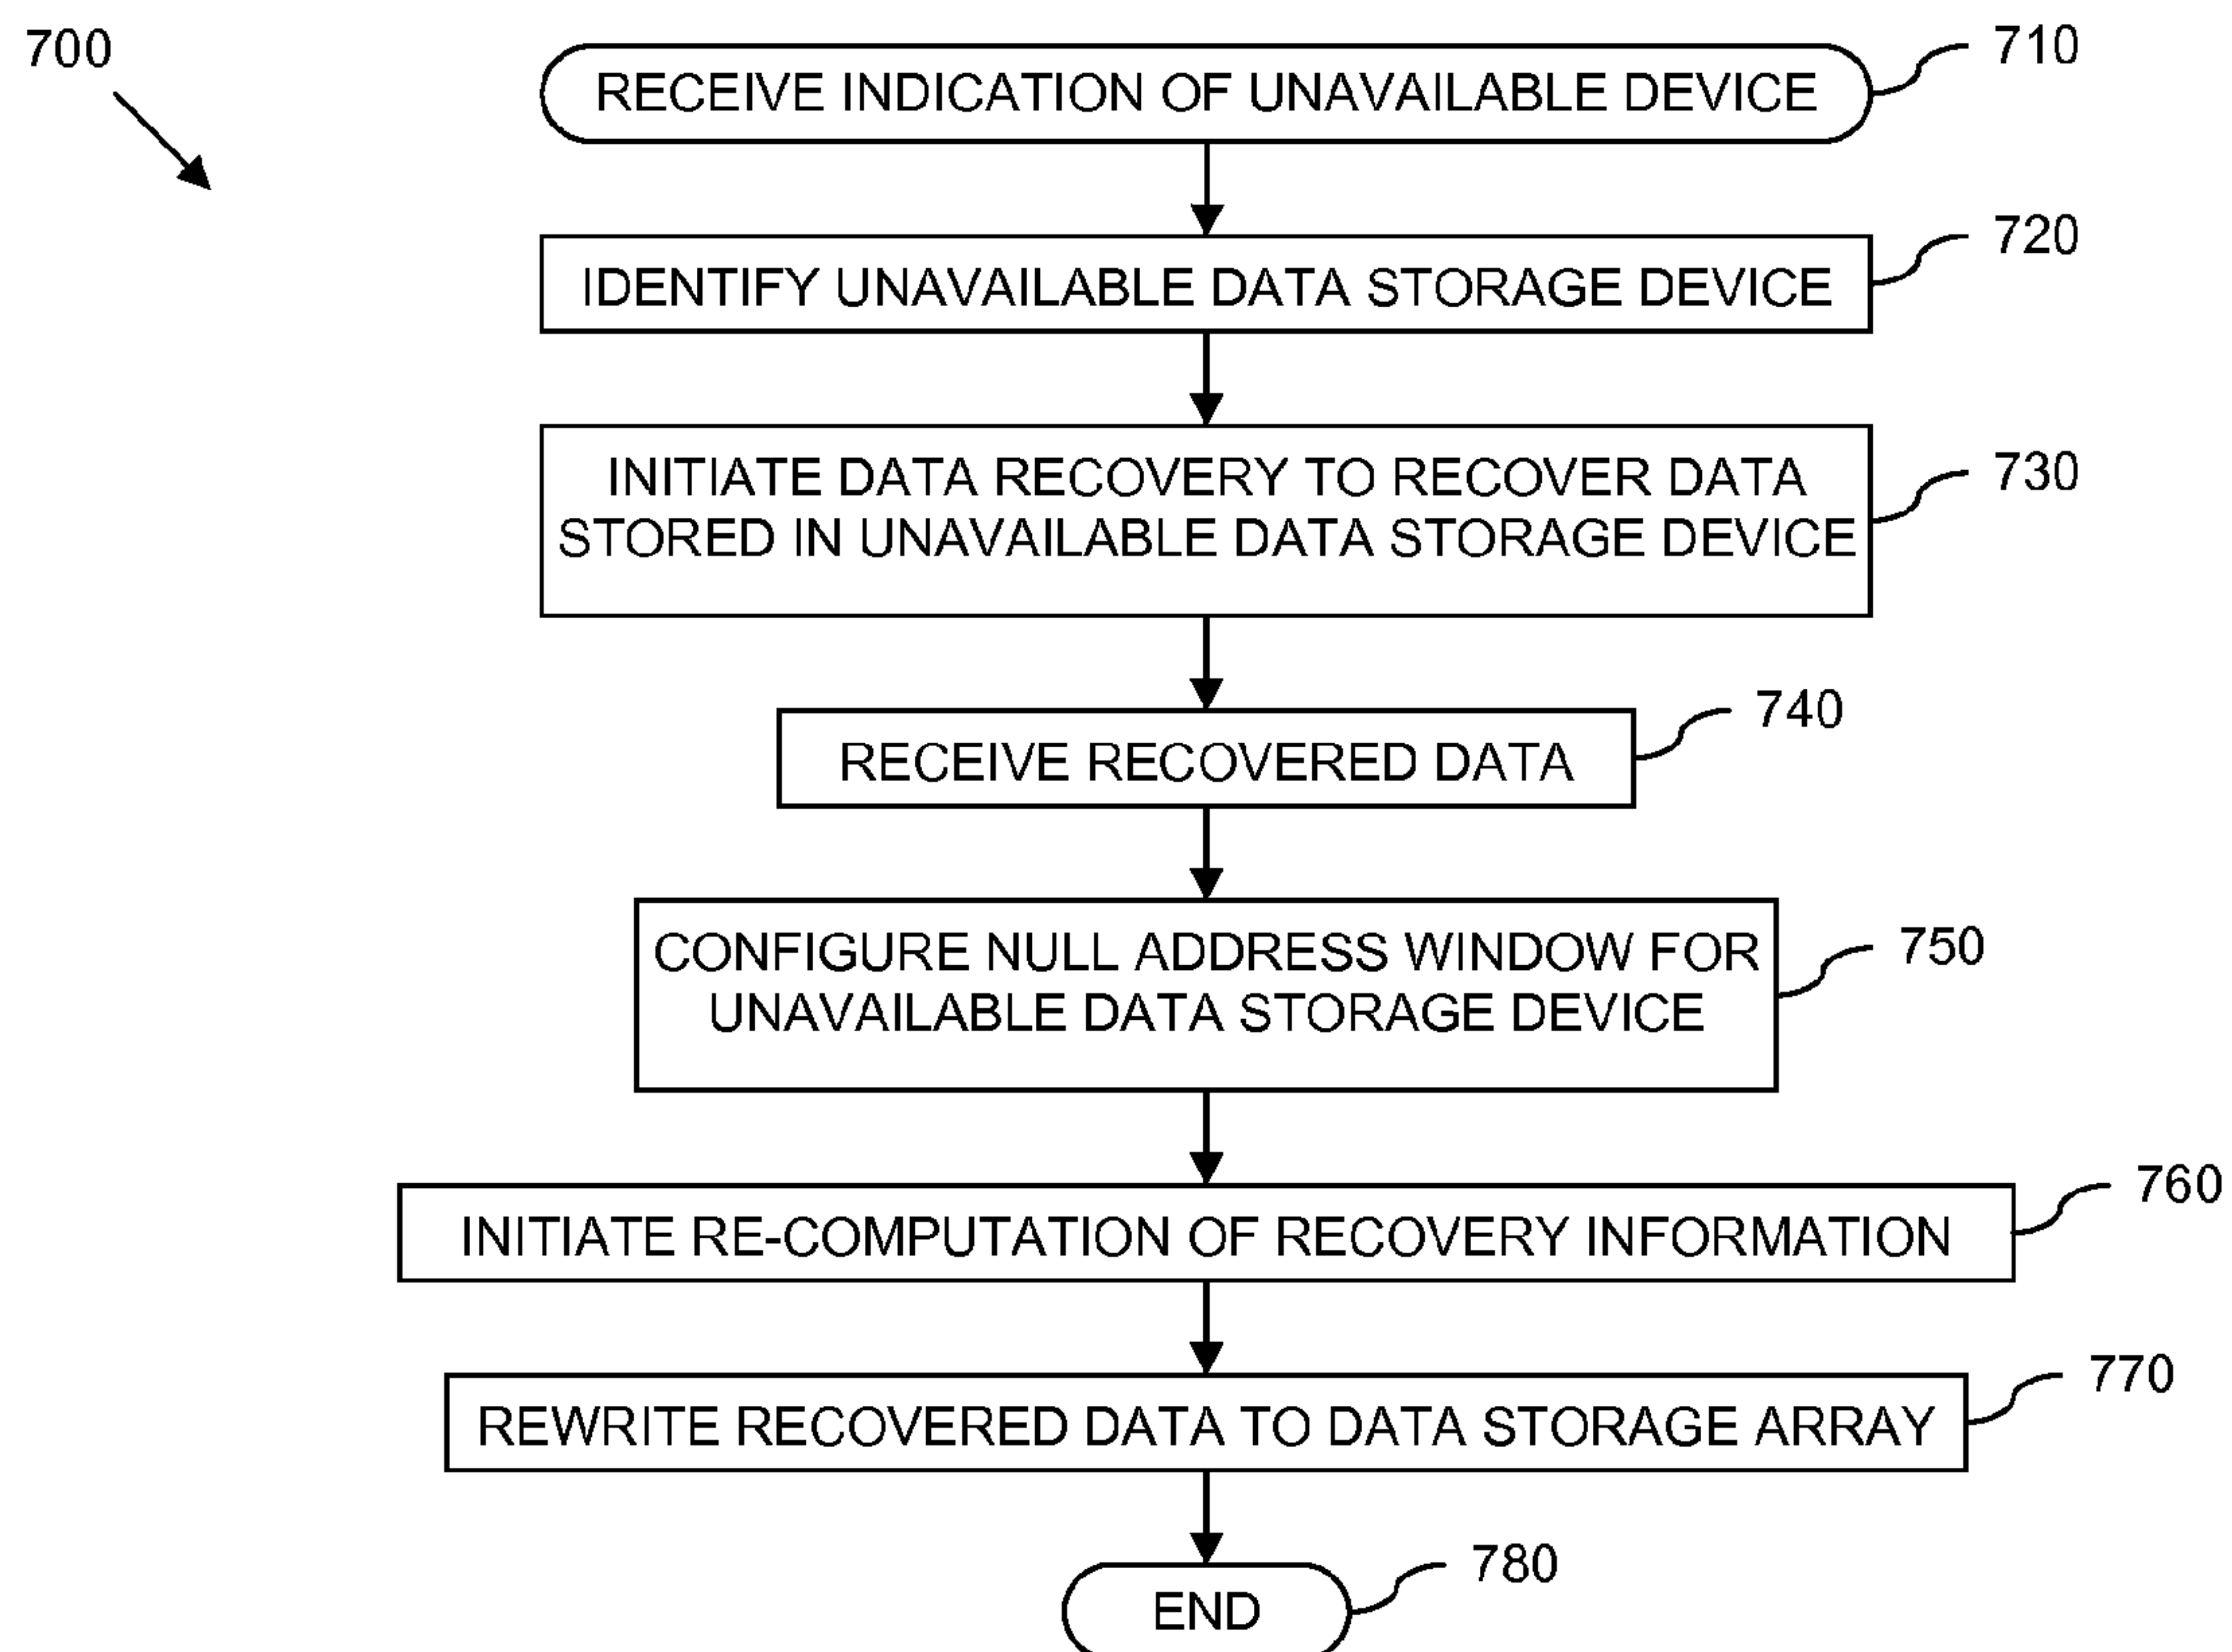 700
RECEIVE INDICATION OF UNAVAILABLE DEVICE
710
IDENTIFY UNAVAILABLE DATA STORAGE DEVICE
720
INITIATE DATA RECOVERY TO RECOVER DATA
STORED IN UNAVAILABLE DATA STORAGE DEVICE
730
RECEIVE RECOVERED DATA
740
CONFIGURE NULL ADDRESS WINDOW FOR
UNAVAILABLE DATA STORAGE DEVICE
750
INITIATE RE-COMPUTATION OF RECOVERY INFORMATION
760
REWRITE RECOVERED DATA TO DATA STORAGE ARRAY
770
END
780